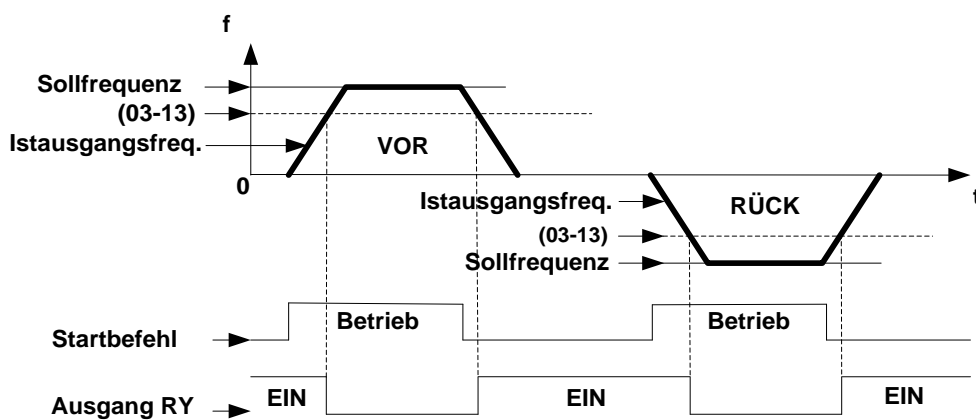 f
Sollfrequenz
(03-13)
Istausgangsfreq.
VOR
0
t
Istausgangsfreq.
RÜCK
(03-13)
Sollfrequenz
Betrieb
Betrieb
Startbefehl
EIN
EIN
EIN
Ausgang RY